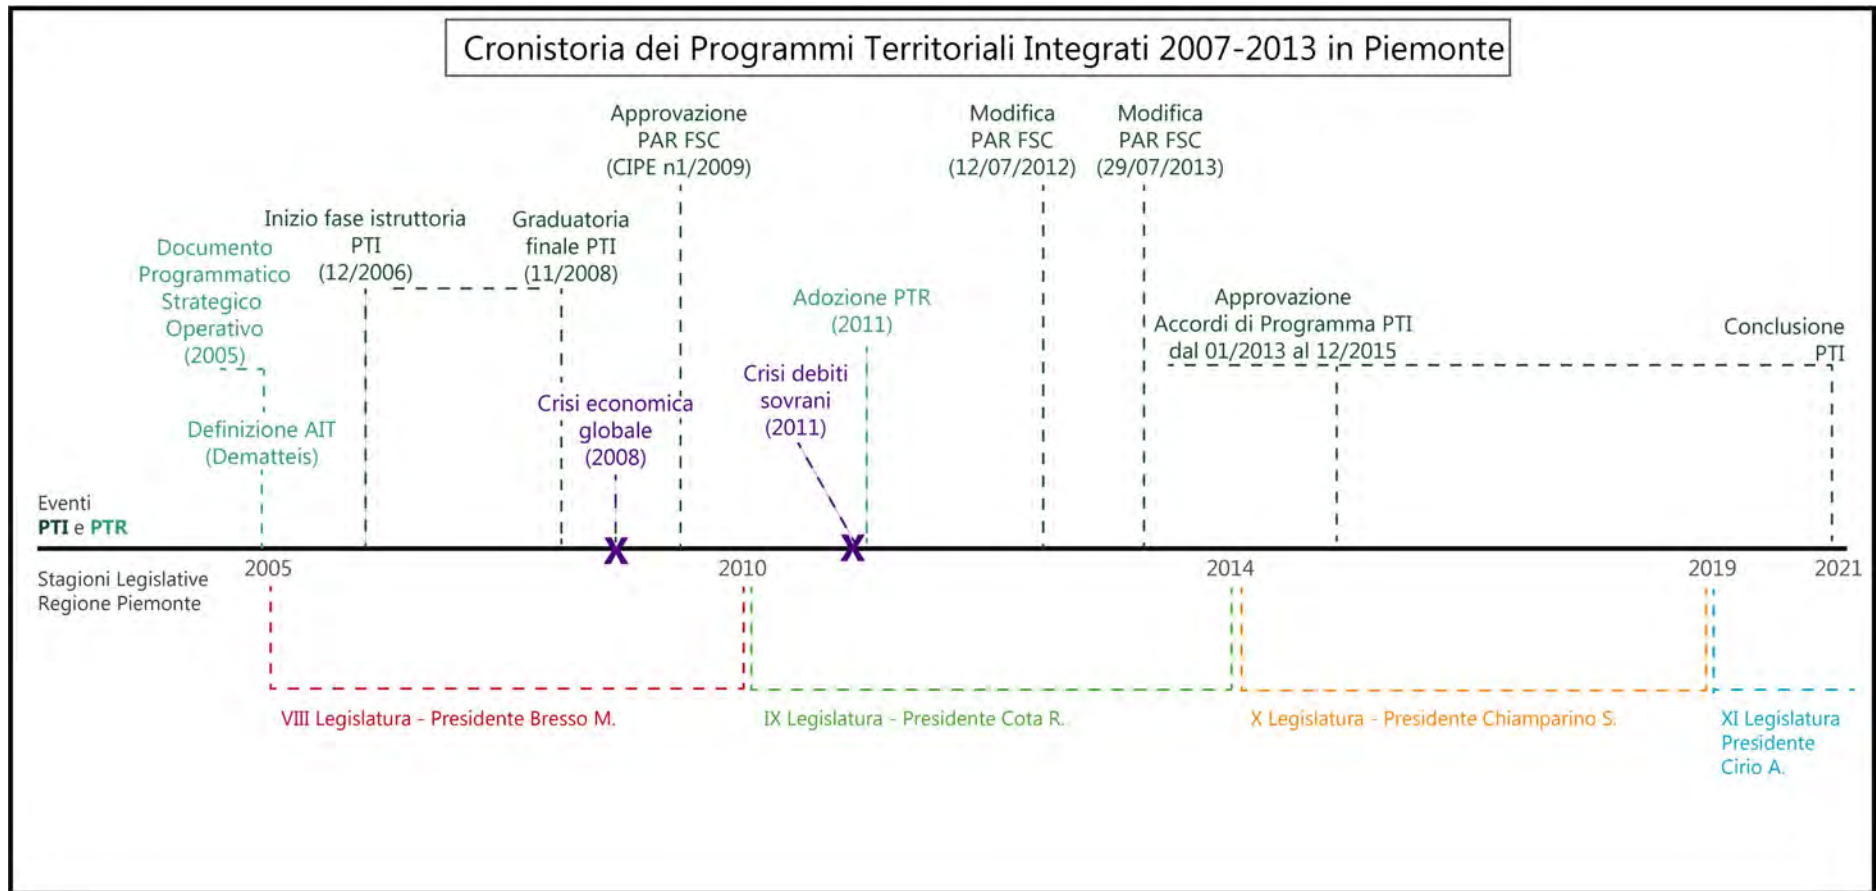 Cronistoria dei Programmi Territoriali Integrati 2007-2013 in Piemonte
Approvazione
PAR FSC
(CIPE n1/2009)
Modifica
PAR FSC
(12/07/2012)
Modifica
PAR FSC
(29/07/2013)
Inizio fase istruttoria
PTI
(12/2006)
Graduatoria
finale PTI
(11/2008)
Documento
Programmatico
Strategico
Operativo
(2005)
Adozione PTR
(2011)
Approvazione
Accordi di Programma PTI
dal 01/2013 al 12/2015
Conclusione
PTI
Crisi debiti
sovrani
(2011)
Crisi economica
globale
(2008)
Definizione AIT
(Dematteis)
Eventi
PTI e PTR
X
X
Stagioni Legislative
Regione Piemonte
2005
2010
2014
2019
2021
VIII Legislatura - Presidente Bresso M.
IX Legislatura - Presidente Cota R.
X Legislatura - Presidente Chiamparino S.
XI Legislatura
Presidente
Cirio A.